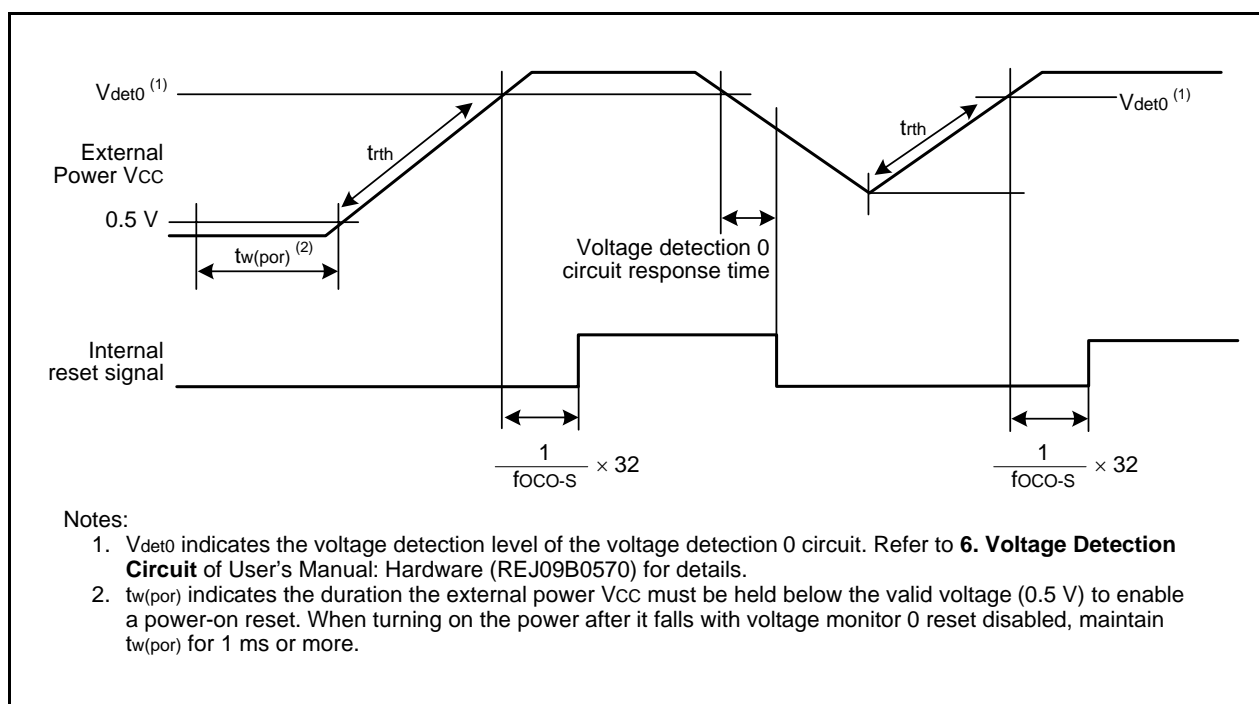 Vdet0 (1)
trth
Vdet0 (1)
trth
External
Power VCC
0.5 V
tw(por) (2)
Voltage detection 0
circuit response time
Internal
reset signal
1
fOCO-S
× 32
1
fOCO-S
× 32
Notes:
1. Vdet0 indicates the voltage detection level of the voltage detection 0 circuit. Refer to 6. Voltage Detection
Circuit of User's Manual: Hardware (REJ09B0570) for details.
2. tw(por) indicates the duration the external power VCC must be held below the valid voltage (0.5 V) to enable
a power-on reset. When turning on the power after it falls with voltage monitor 0 reset disabled, maintain
tw(por) for 1 ms or more.